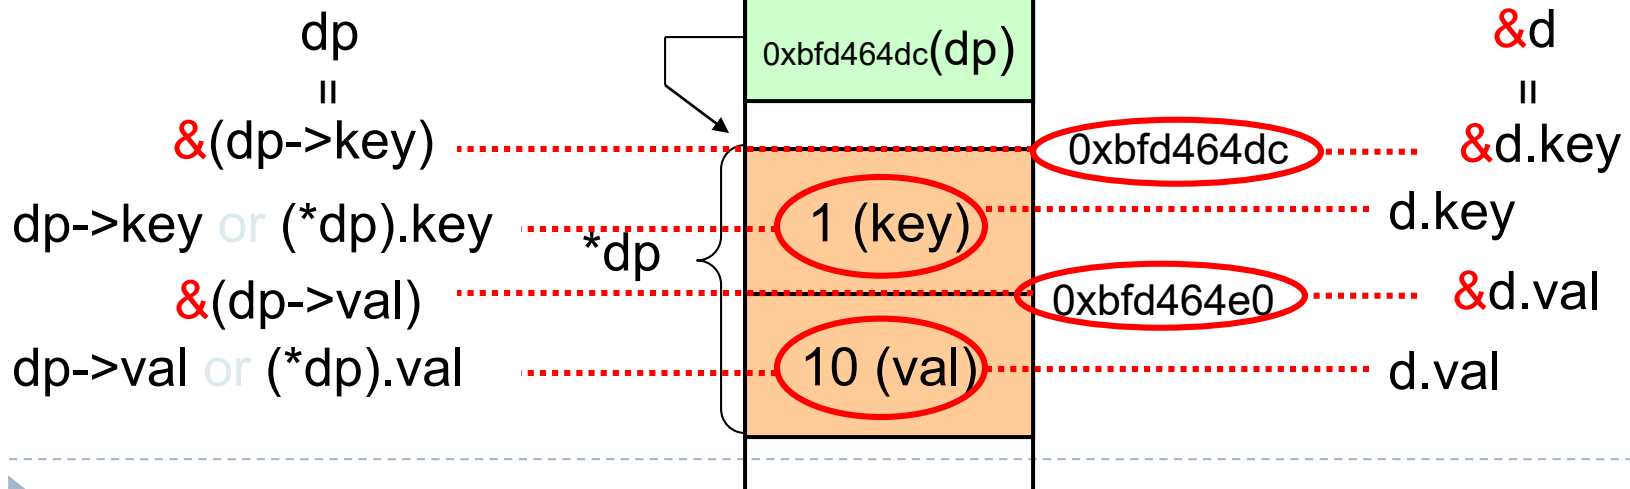 dp
=
&(dp->key)
dp->key or (*dp).key
&(dp->val)
dp->val or (*dp).val
*dp
0xbfd464dc(dp)
1 (key)
10 (val)
0xbfd464dc
0xbfd464e0
&d
=
&d.key
d.key
&d.val
d.val